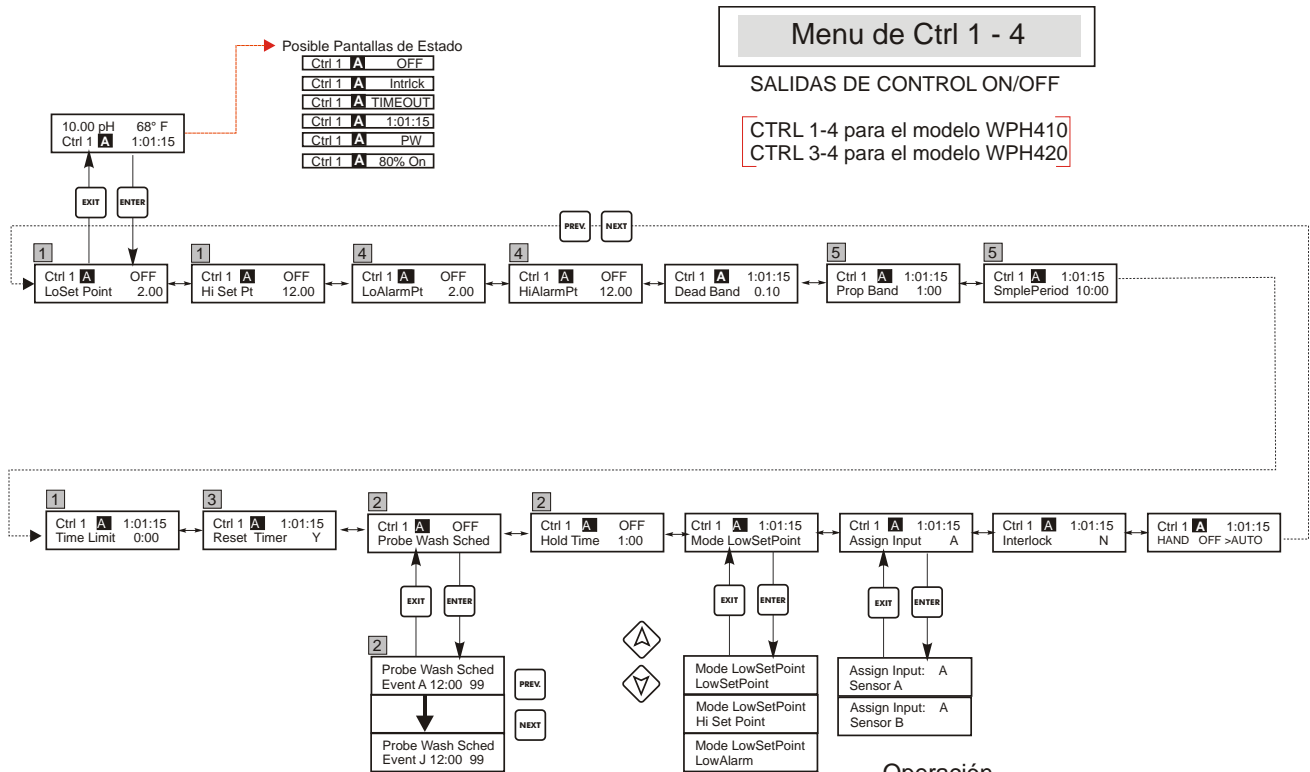 Menu de Ctrl 1 - 4
SALIDAS DE CONTROL ON/OFF
CTRL 1-4 para el modelo WPH410
CTRL 3-4 para el modelo WPH420
Posible Pantallas de Estado
Ctrl 1 A OFF
Ctrl 1 A Intrlck
Ctrl 1 A TIMEOUT
Ctrl 1 A 1:01:15
Ctrl 1 A PW
Ctrl 1 A 80% On
10.00 pH 68° F
Ctrl 1 A 1:01:15
EXIT
ENTER
PREV.
NEXT
1
Ctrl 1 A OFF
LoSet Point 2.00
1
Ctrl 1 A OFF
Hi Set Pt 12.00
4
Ctrl 1 A OFF
LoAlarmPt 2.00
4
Ctrl 1 A OFF
HiAlarmPt 12.00
Ctrl 1 A 1:01:15
Dead Band 0.10
5
Ctrl 1 A 1:01:15
Prop Band 1:00
5
Ctrl 1 A 1:01:15
SmplePeriod 10:00
1
Ctrl 1 A 1:01:15
Time Limit 0:00
3
Ctrl 1 A 1:01:15
Reset Timer Y
2
Ctrl 1 A OFF
Probe Wash Sched
2
Ctrl 1 A OFF
Hold Time 1:00
Ctrl 1 A 1:01:15
Mode LowSetPoint
Ctrl 1 A 1:01:15
Assign Input A
Ctrl 1 A 1:01:15
Interlock N
Ctrl 1 A 1:01:15
HAND OFF >AUTO
EXIT
ENTER
EXIT
ENTER
EXIT
ENTER
2
Probe Wash Sched
Event A 12:00 99
Probe Wash Sched
Event J 12:00 99
PREV.
NEXT
Mode LowSetPoint
LowSetPoint
Mode LowSetPoint
Hi Set Point
Mode LowSetPoint
LowAlarm
Assign Input: A
Sensor A
Assign Input: A
Sensor B
Operación